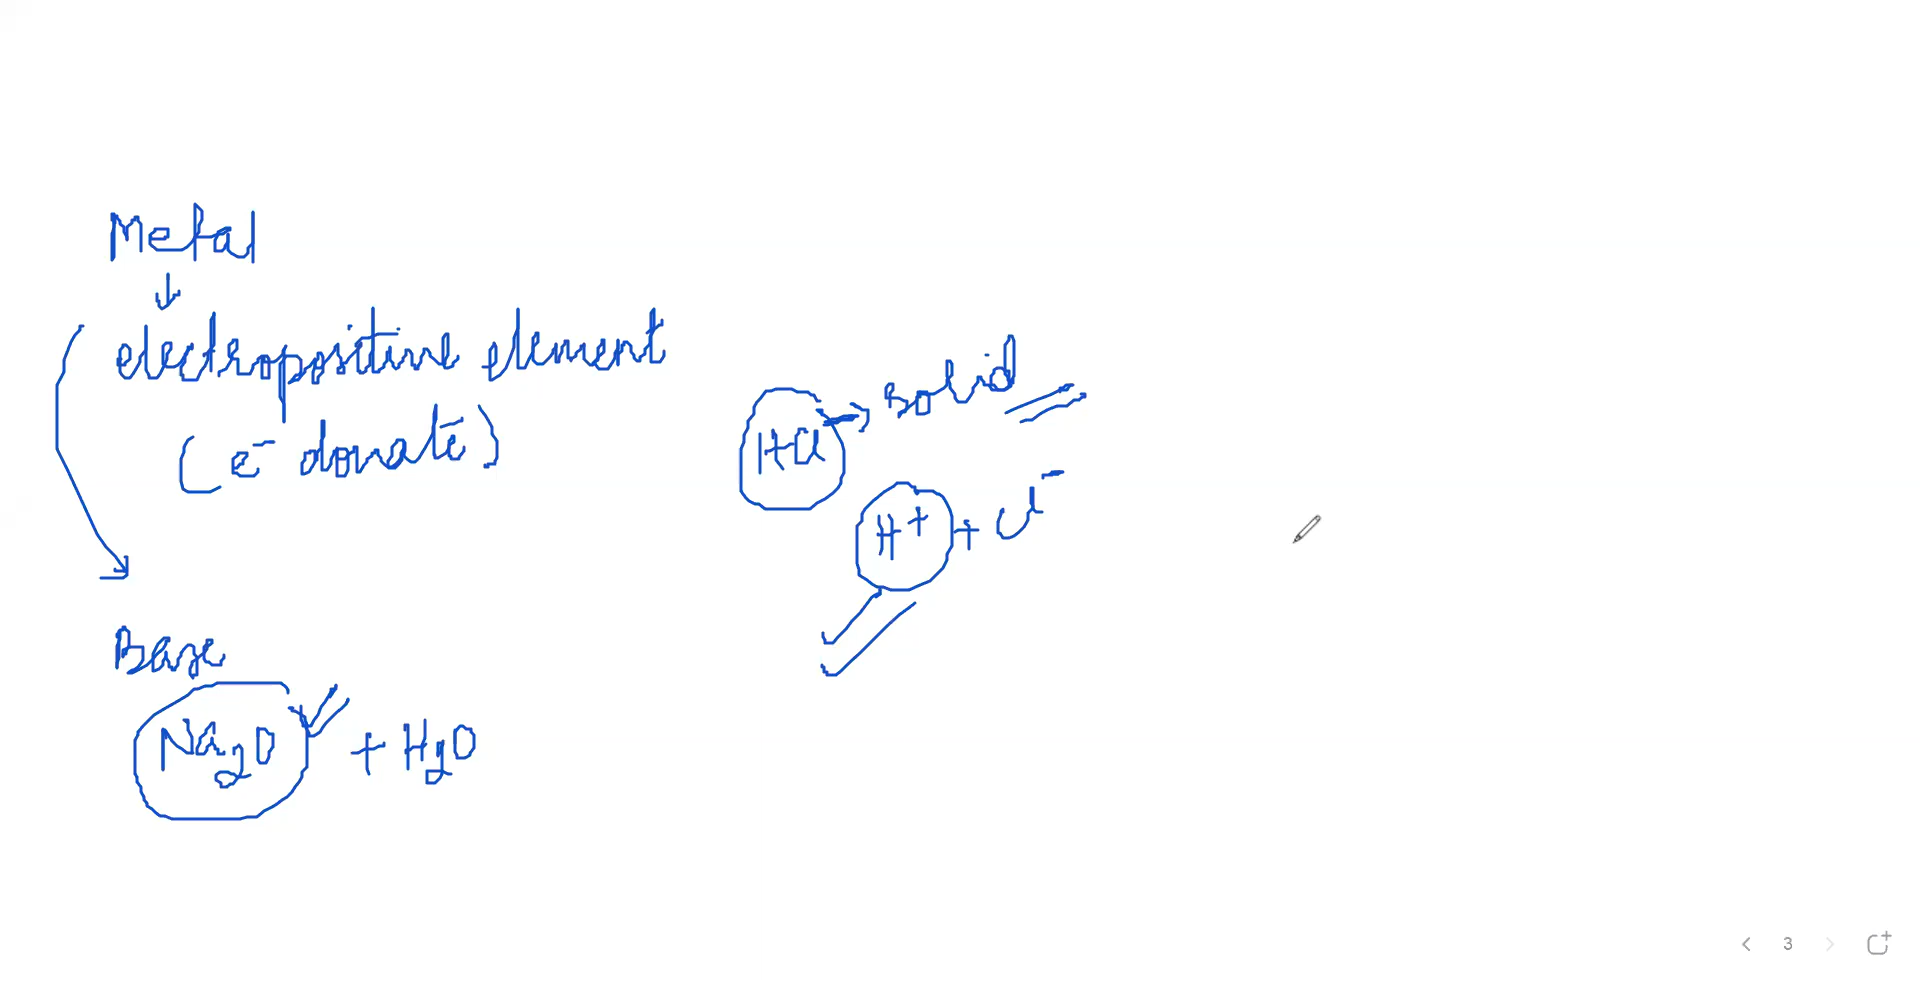 Metal
↓
electropositive element
(e⁻ donate)
Base
Na₂O + H₂O
HCl → solid
H⁺ + Cl⁻
3